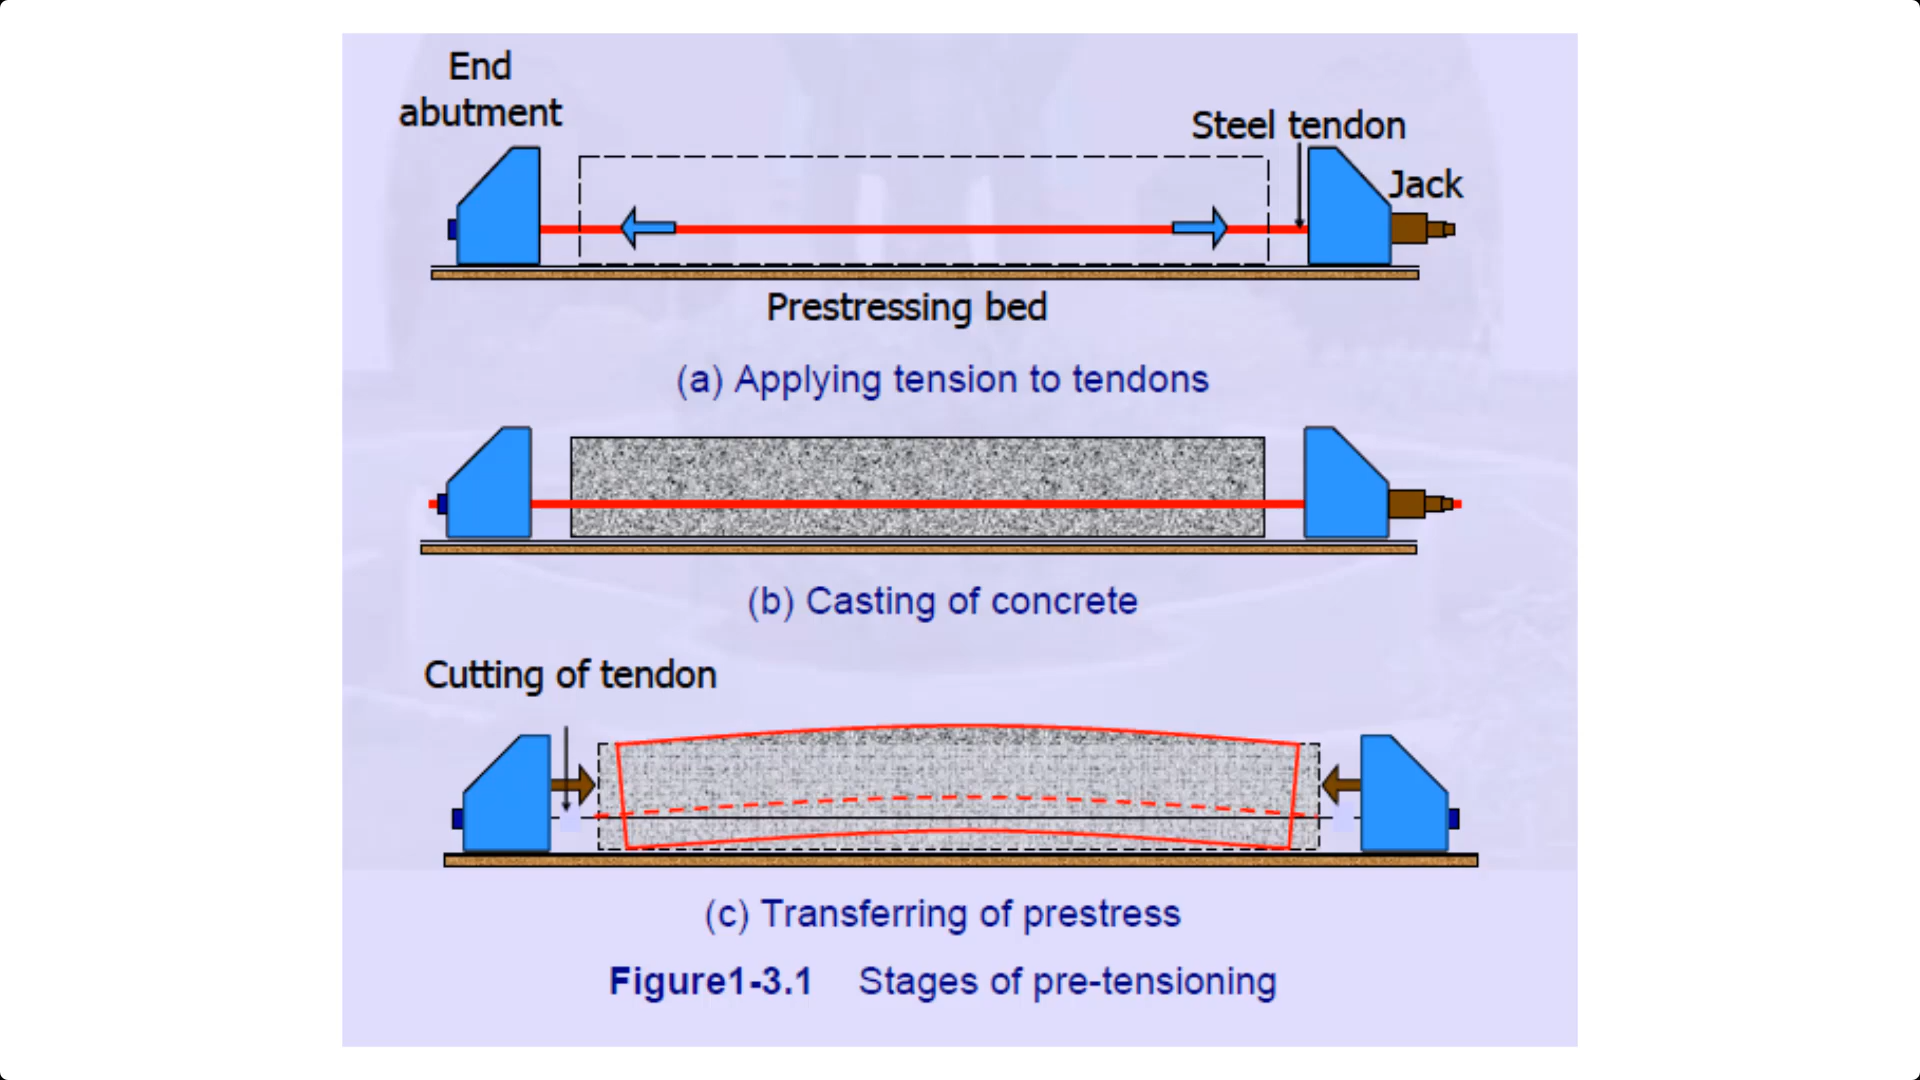 End
abutment
Steel tendon
Jack
Prestressing bed
(a) Applying tension to tendons
(b) Casting of concrete
Cutting of tendon
(c) Transferring of prestress
Figure1-3.1 Stages of pre-tensioning